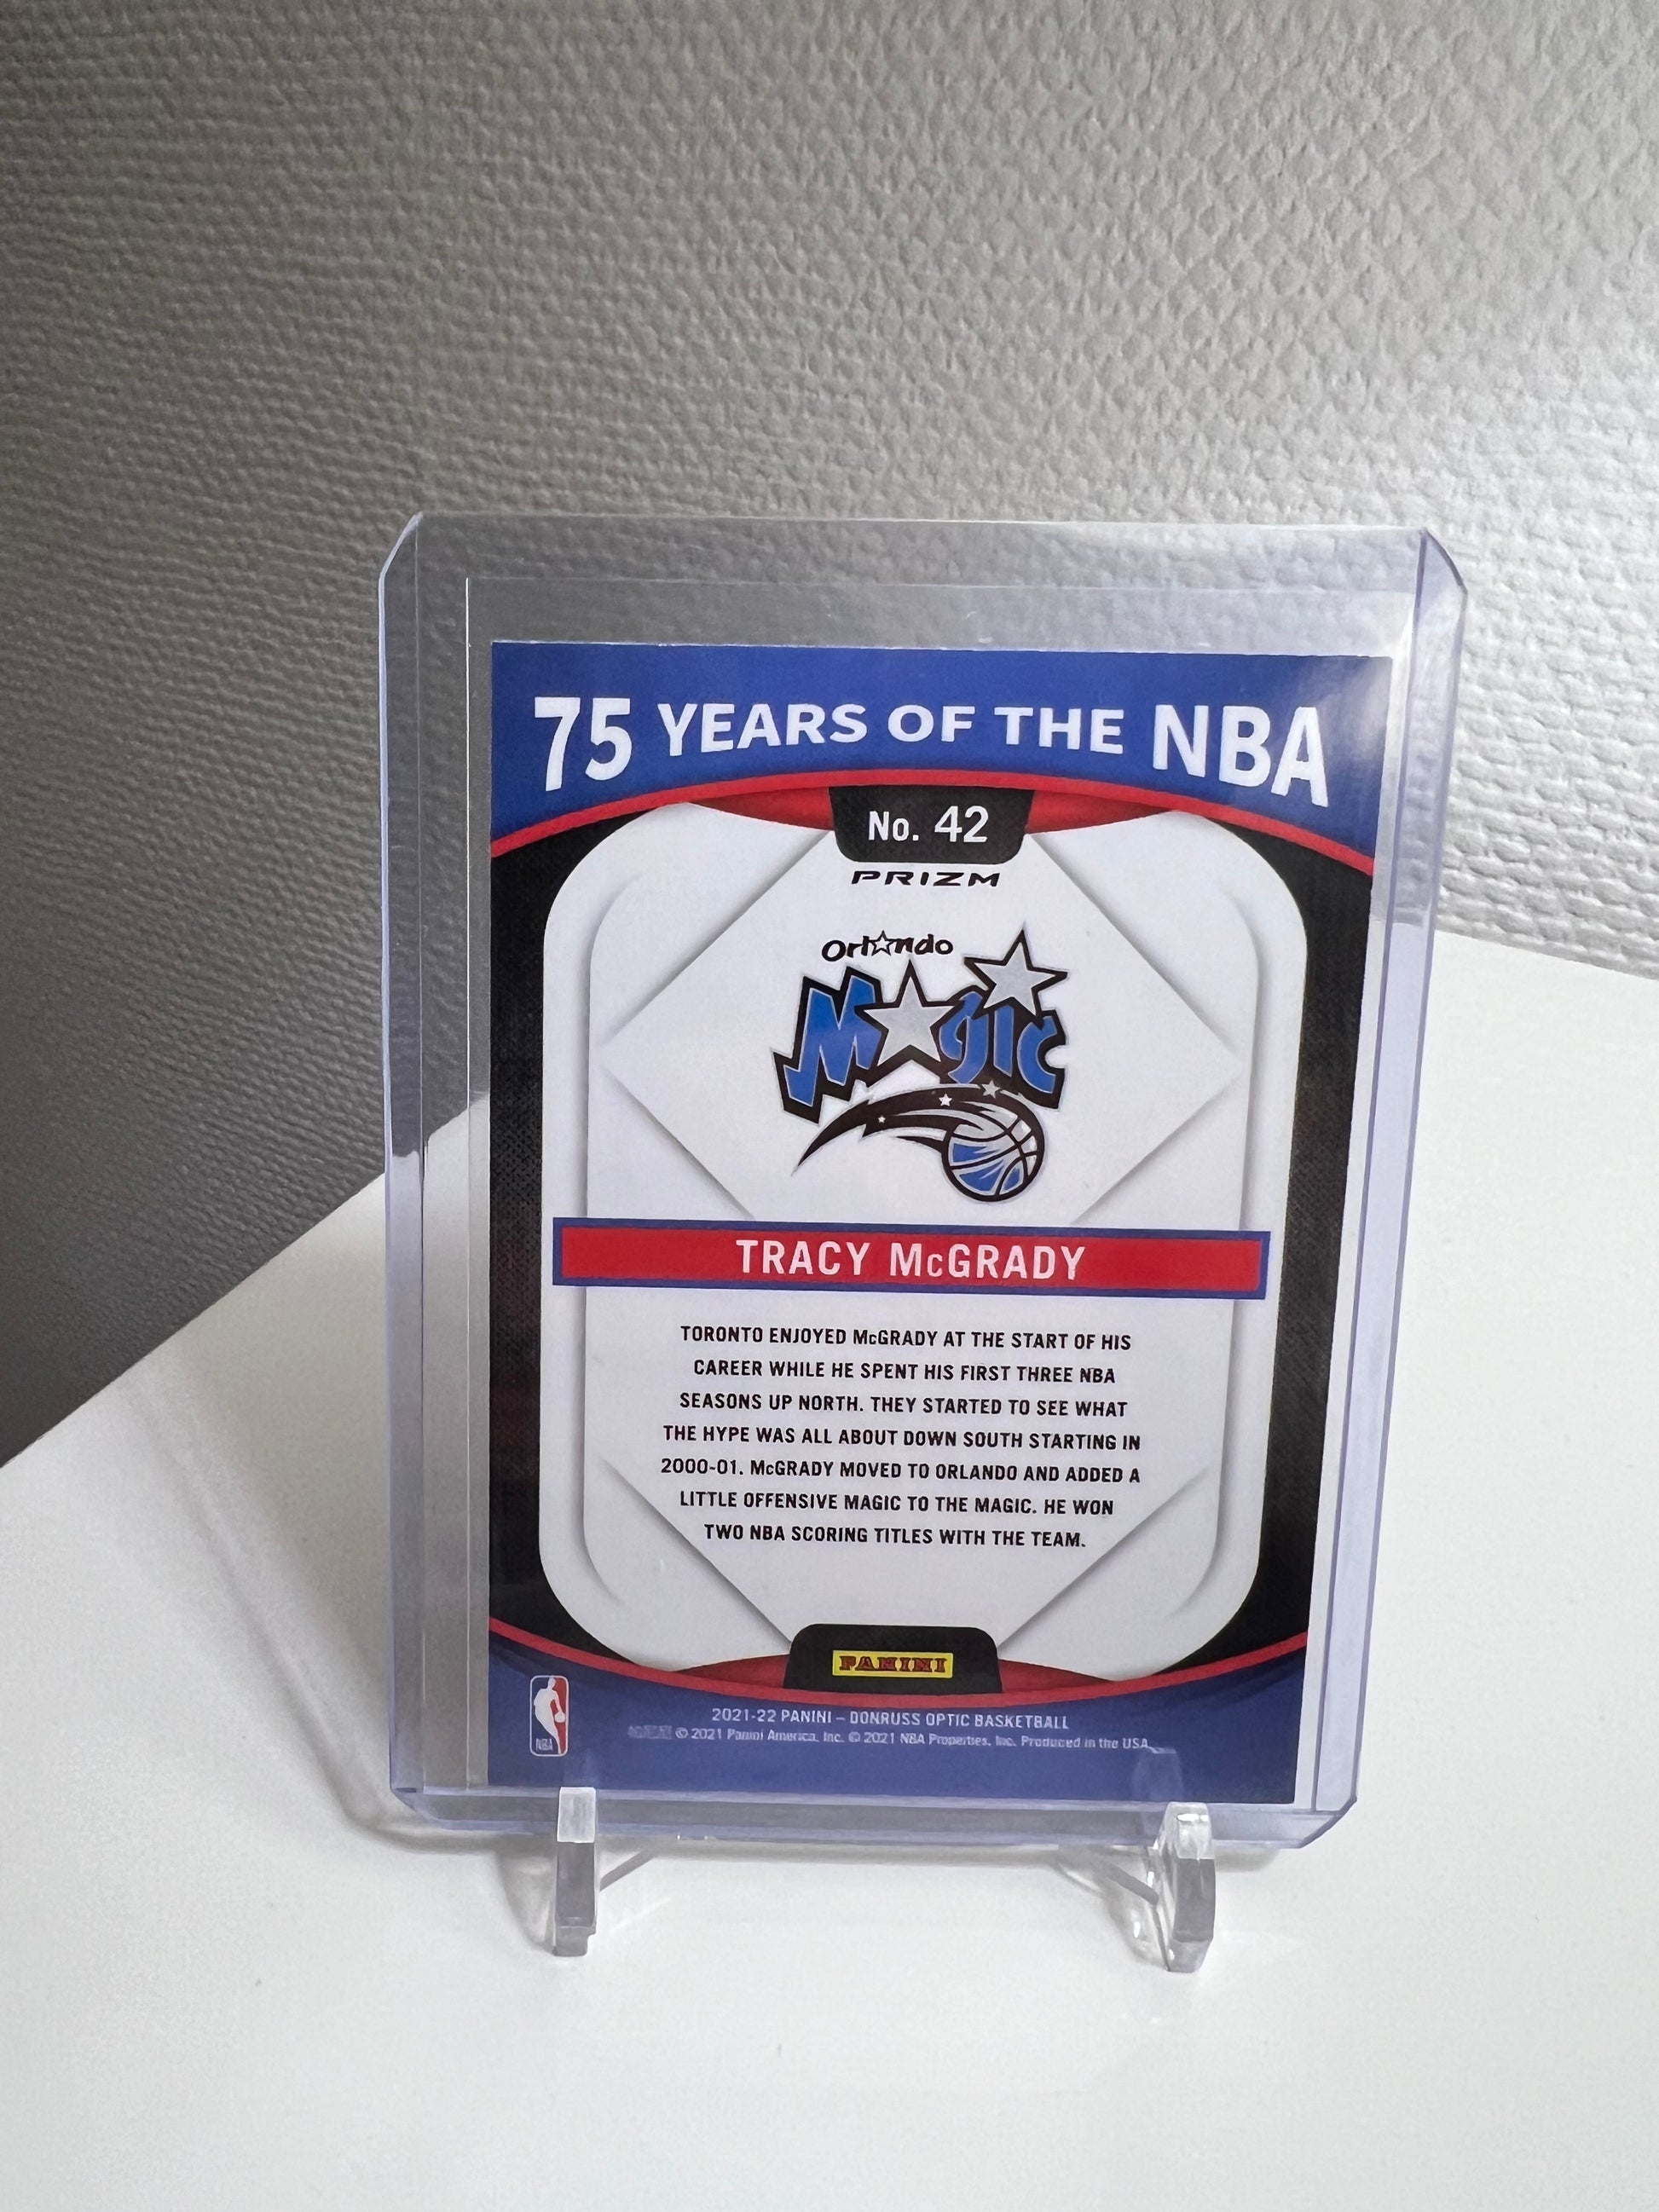 75 YEARS OF THE NBA
No. 42
PRIZM
Orlando
Magic
TRACY McGRADY
TORONTO ENJOYED McGRADY AT THE START OF HIS
CAREER WHILE HE SPENT HIS FIRST THREE NBA
SEASONS UP NORTH. THEY STARTED TO SEE WHAT
THE HYPE WAS ALL ABOUT DOWN SOUTH STARTING IN
2000-01. McGRADY MOVED TO ORLANDO AND ADDED A
LITTLE OFFENSIVE MAGIC TO THE MAGIC. HE WON
TWO NBA SCORING TITLES WITH THE TEAM.
PANINI
NBA
2021-22 PANINI – DONRUSS OPTIC BASKETBALL
© 2021 Panini America, Inc. © 2021 NBA Properties, Inc. Produced in the USA.